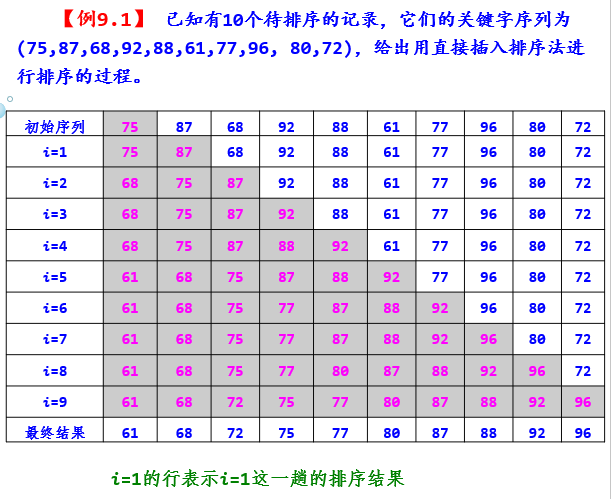 【例9.1】 已知有10个待排序的记录，它们的关键字序列为
(75,87,68,92,88,61,77,96, 80,72)，给出用直接插入排序法进
行排序的过程。
初始序列 75 87 68 92 88 61 77 96 80 72
i=1 75 87 68 92 88 61 77 96 80 72
i=2 68 75 87 92 88 61 77 96 80 72
i=3 68 75 87 92 88 61 77 96 80 72
i=4 68 75 87 88 92 61 77 96 80 72
i=5 61 68 75 87 88 92 77 96 80 72
i=6 61 68 75 77 87 88 92 96 80 72
i=7 61 68 75 77 87 88 92 96 80 72
i=8 61 68 75 77 80 87 88 92 96 72
i=9 61 68 72 75 77 80 87 88 92 96
最终结果 61 68 72 75 77 80 87 88 92 96
i=1的行表示i=1这一趟的排序结果